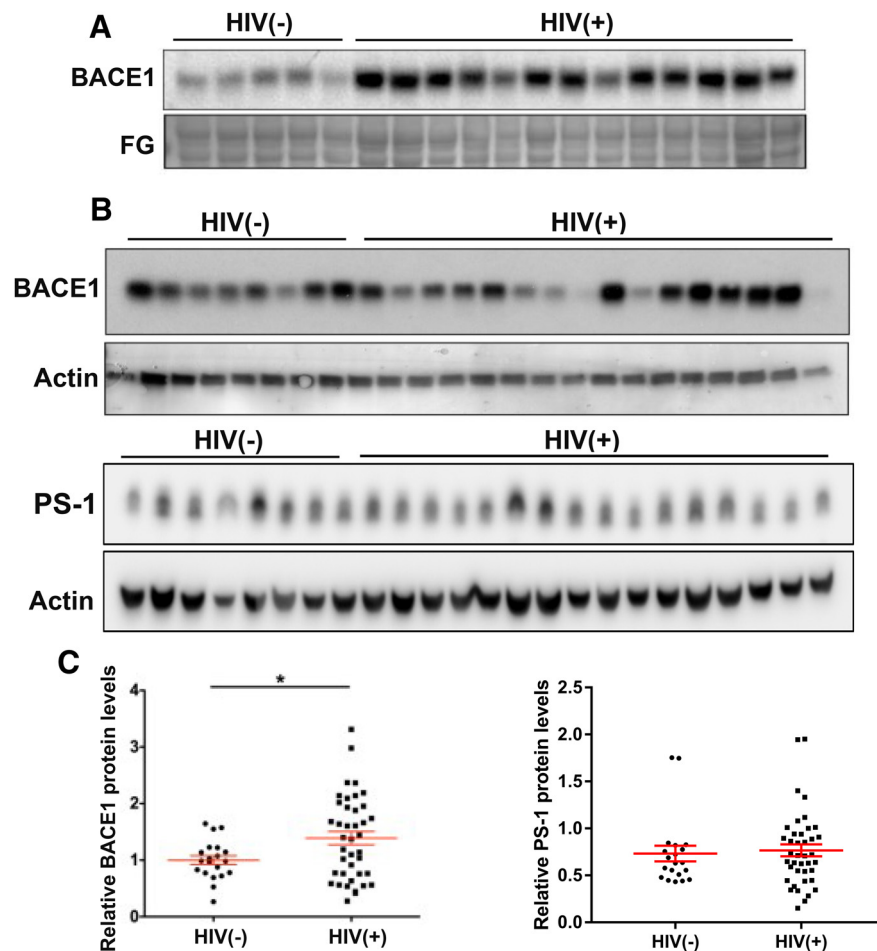 A
HIV(-) HIV(+)
BACE1
FG
B
HIV(-) HIV(+)
BACE1
Actin
HIV(-) HIV(+)
PS-1
Actin
C
Relative BACE1 protein levels
4
3
2
1
0
*
HIV(-) HIV(+)
Relative PS-1 protein levels
2.5
2.0
1.5
1.0
0.5
0.0
HIV(-) HIV(+)